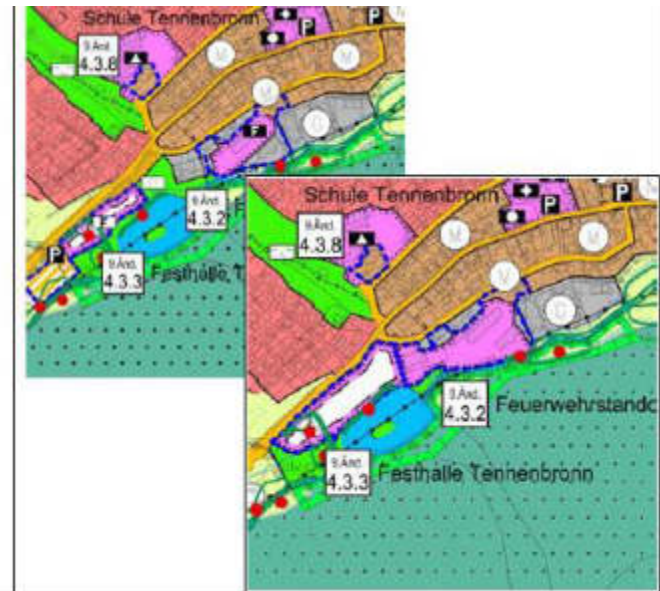 Schule Tennenbronn
9.Änd.
4.3.8
M
M
M
P
F
G
9.Änd.
4.3.2
P
9.Änd.
4.3.3
Festhalle T
Schule Tennenbronn
9.Änd.
4.3.8
P
P
M
M
M
G
9.Änd.
4.3.2
Feuerwehrstando
9.Änd.
4.3.3
Festhalle Tennenbronn